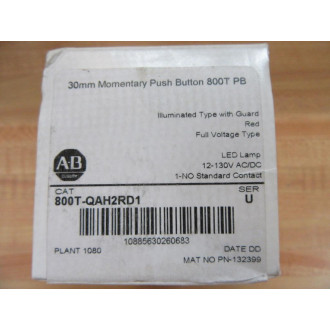 30mm Momentary Push Button 800T PB
Illuminated Type with Guard
Red
Full Voltage Type
LED Lamp
12-130V AC/DC
1-NO Standard Contact
AB
CAT
SER
800T-QAH2RD1
U
10885630260683
PLANT 1080
DATE DD
MAT NO PN-132399